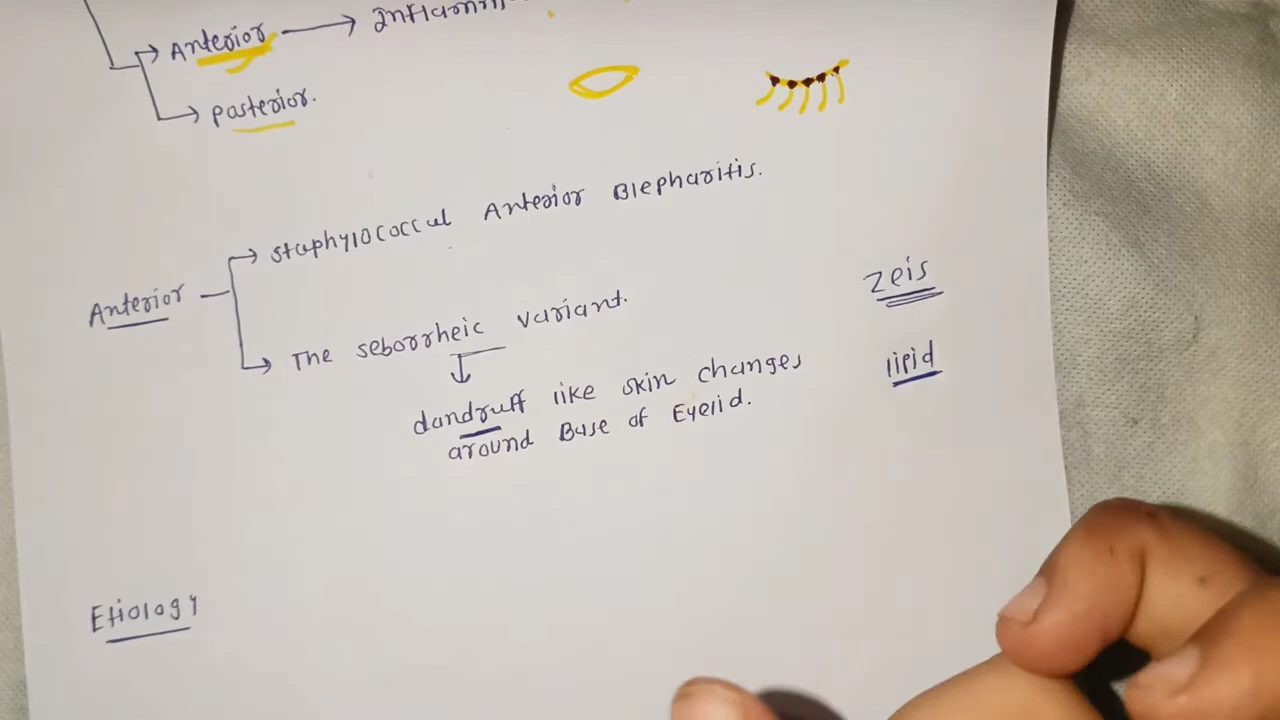 Anterior
posterior.
staphylococcal Anterior Blepharitis.
Anterior
The seborrheic variant.
dandruff like skin changes
around Base of Eyelid.
Zeis
lipid
Etiology